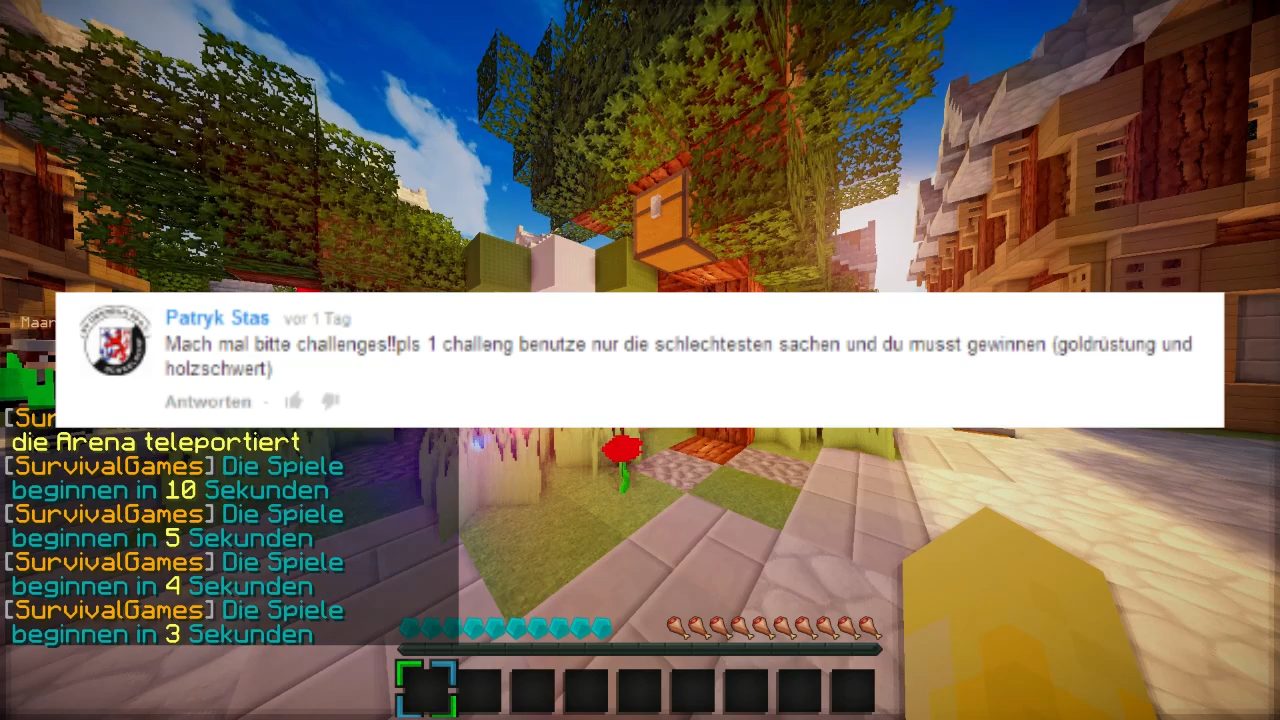 Patryk Stas vor 1 Tag
Mach mal bitte challenges!!pls 1 challeng benutze nur die schlechtesten sachen und du musst gewinnen (goldrüstung und
holzschwert)
Antworten
Maar
[Sur
die Arena teleportiert
[SurvivalGames] Die Spiele
beginnen in 10 Sekunden
[SurvivalGames] Die Spiele
beginnen in 5 Sekunden
[SurvivalGames] Die Spiele
beginnen in 4 Sekunden
[SurvivalGames] Die Spiele
beginnen in 3 Sekunden